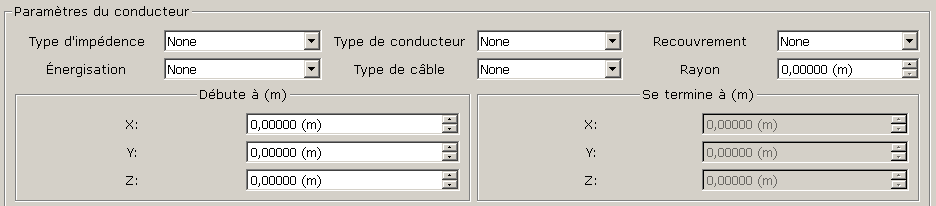 Paramètres du conducteur
Type d'impédence None Type de conducteur None Recouvrement None
Énergisation None Type de câble None Rayon 0,00000 (m)
Débute à (m) Se termine à (m)
X: 0,00000 (m) X: 0,00000 (m)
Y: 0,00000 (m) Y: 0,00000 (m)
Z: 0,00000 (m) Z: 0,00000 (m)